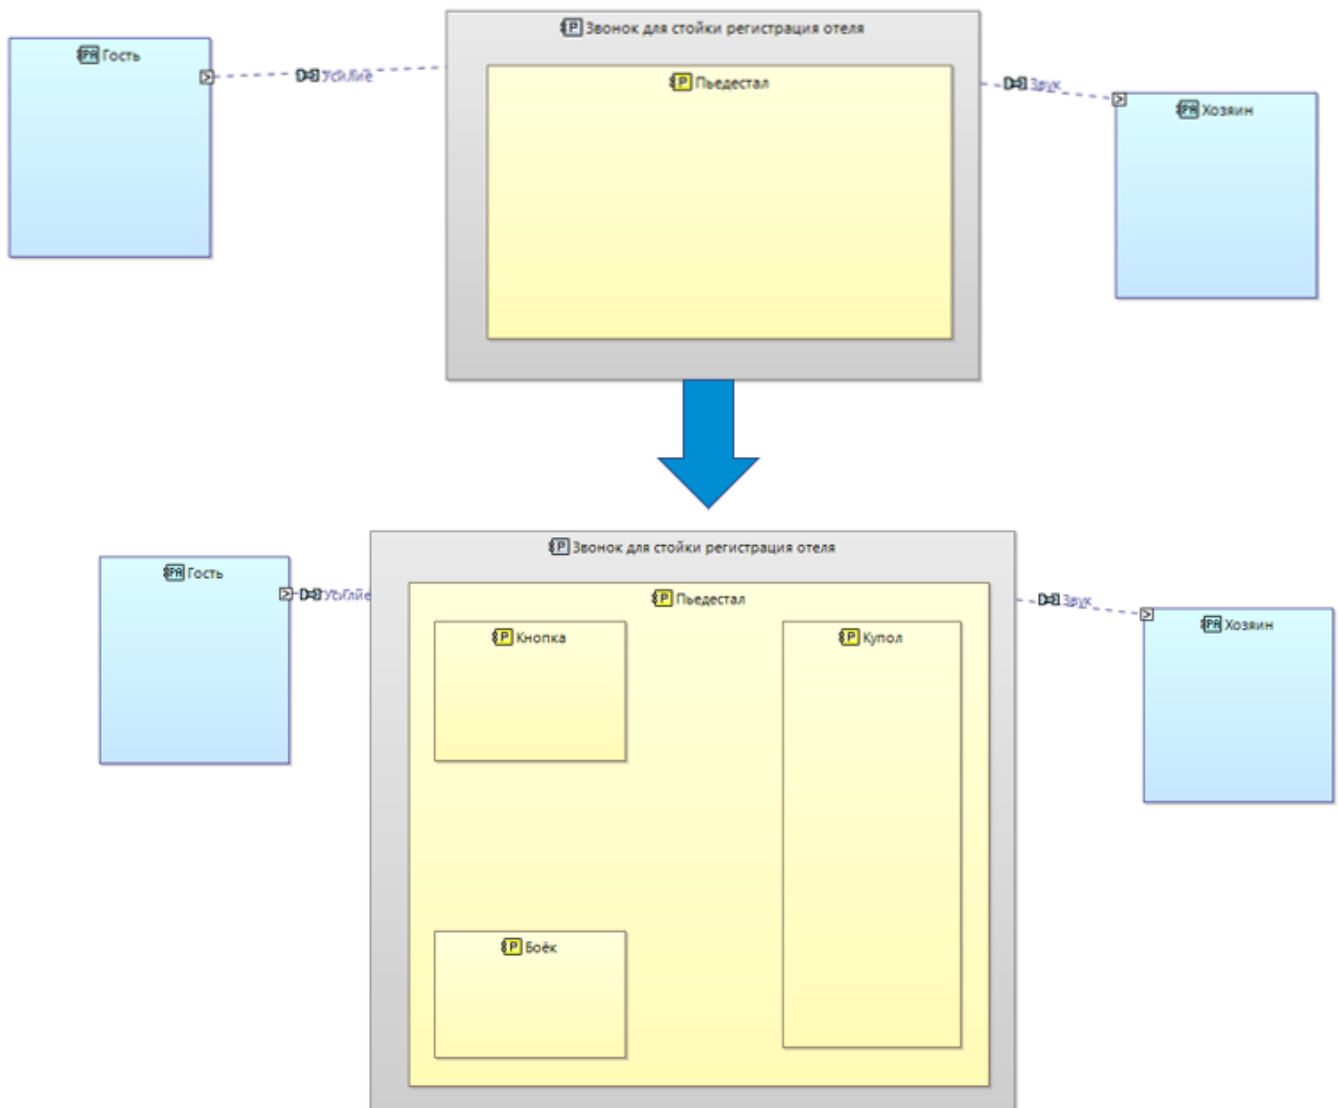 Звонок для стойки регистрация отеля
Гость
Усилие
Пьедестал
Звук
Хозяин
Звонок для стойки регистрация отеля
Гость
Усилие
Пьедестал
Звук
Хозяин
Кнопка
Купол
Боёк